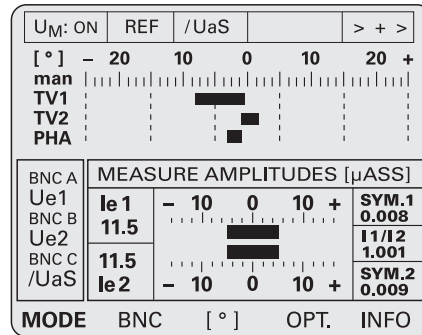 UM: ON REF /UaS > + >
[°] – 20 10 0 10 20 +
man
TV1
TV2
PHA
BNC A
Ue1
BNC B
Ue2
BNC C
/UaS
MEASURE AMPLITUDES [µASS]
Ie 1 – 10 0 10 + SYM.1
11.5 0.008
I1/I2
1.001
11.5 SYM.2
Ie 2 – 10 0 10 + 0.009
MODE BNC [°] OPT. INFO